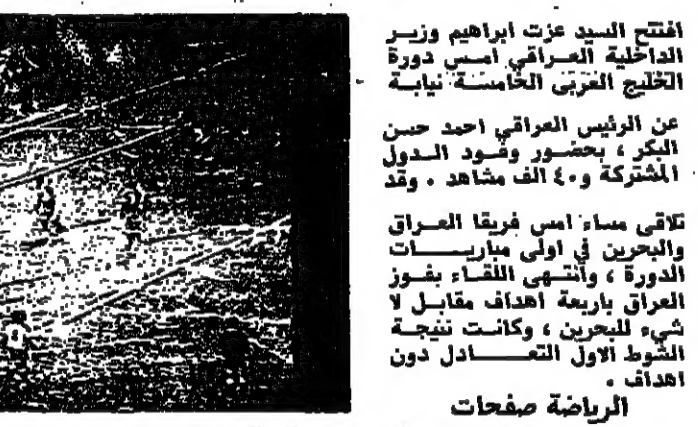 افتتح السيد عزت ابراهيم وزير
الداخلية العراقي امس دورة
الخليج العربي الخامسة نيابة
عن الرئيس العراقي احمد حسن
البكر ، بحضور وفود الدول
المشتركة و٤٠ الف مشاهد . وقد
تلاقى مساء امس فريقا العراق
والبحرين في اولى مباريات
الدورة ، وانتهى اللقاء بفوز
العراق باربعة اهداف مقابل لا
شيء للبحرين ، وكانت نتيجة
الشوط الاول التعادل دون
اهداف .
الرياضة صفحات